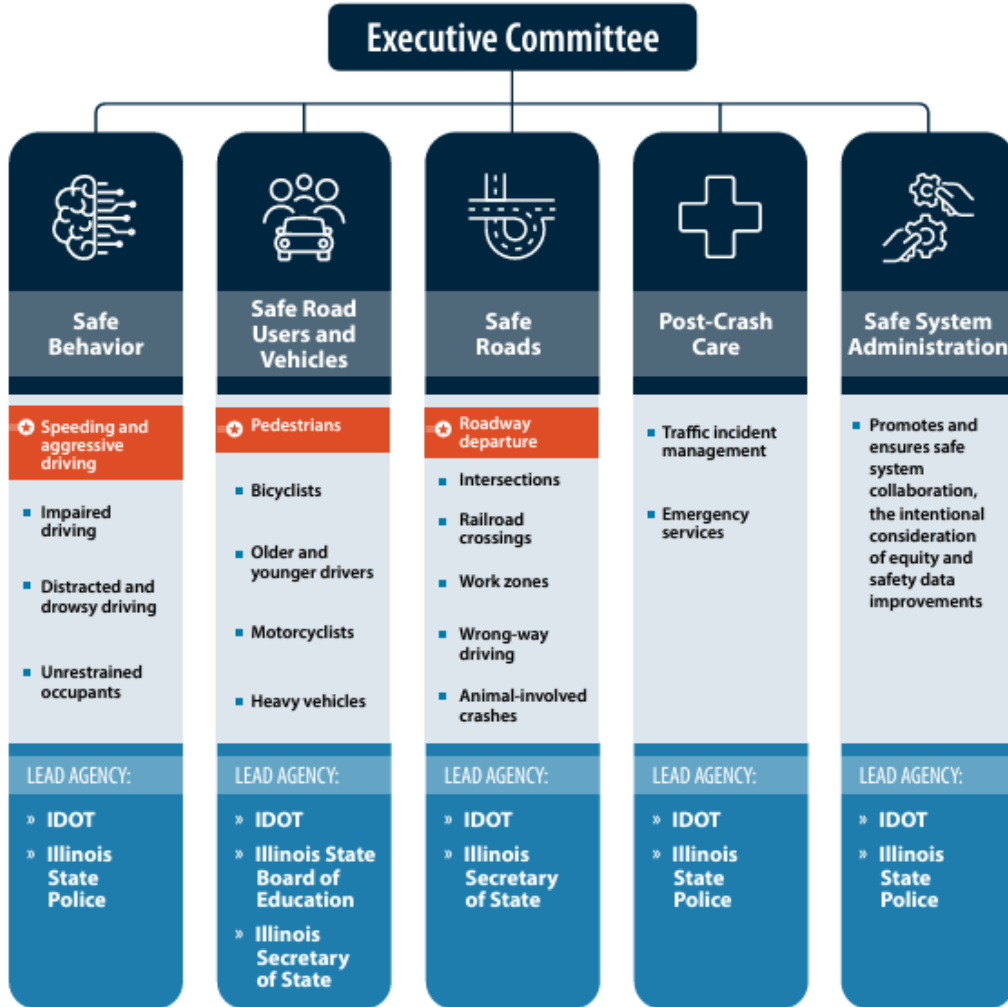 Executive Committee
Safe
Behavior
Speeding and
aggressive
driving
Impaired
driving
Distracted and
drowsy driving
Unrestrained
occupants
LEAD AGENCY:
» IDOT
» Illinois
State
Police
Safe Road
Users and
Vehicles
Pedestrians
Bicyclists
Older and
younger drivers
Motorcyclists
Heavy vehicles
LEAD AGENCY:
» IDOT
» Illinois State
Board of
Education
» Illinois
Secretary
of State
Safe
Roads
Roadway
departure
Intersections
Railroad
crossings
Work zones
Wrong-way
driving
Animal-involved
crashes
LEAD AGENCY:
» IDOT
» Illinois
Secretary
of State
Post-Crash
Care
Traffic incident
management
Emergency
services
LEAD AGENCY:
» IDOT
» Illinois
State
Police
Safe System
Administration
Promotes and
ensures safe
system
collaboration,
the intentional
consideration
of equity and
safety data
improvements
LEAD AGENCY:
» IDOT
» Illinois
State
Police